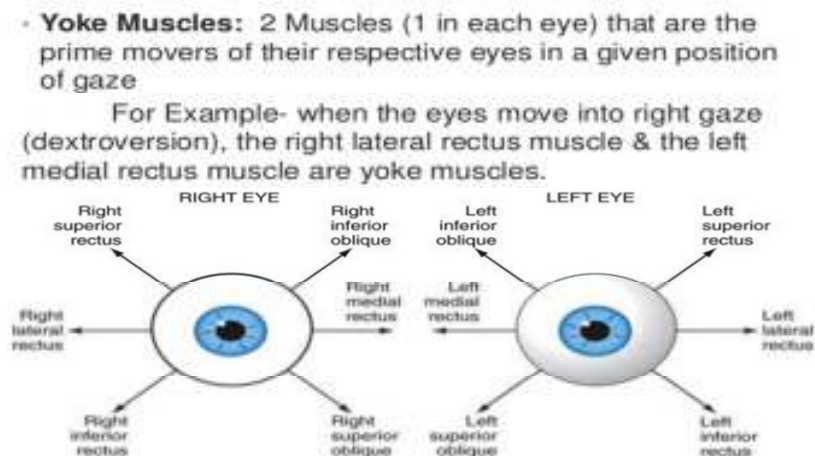 • Yoke Muscles: 2 Muscles (1 in each eye) that are the
prime movers of their respective eyes in a given position
of gaze
For Example- when the eyes move into right gaze
(dextroversion), the right lateral rectus muscle & the left
medial rectus muscle are yoke muscles.
RIGHT EYE
LEFT EYE
Right
superior
rectus
Right
inferior
oblique
Left
inferior
oblique
Left
superior
rectus
Right
lateral
rectus
Right
medial
rectus
Left
medial
rectus
Left
lateral
rectus
Right
inferior
rectus
Right
superior
oblique
Left
superior
oblique
Left
inferior
rectus